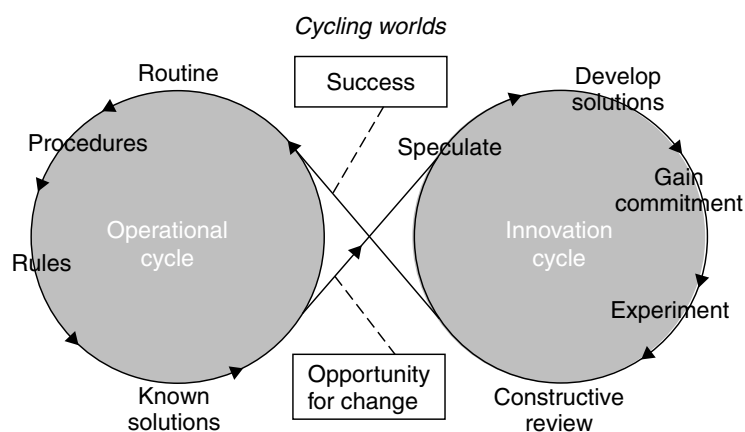 Cycling worlds
Routine
Success
Develop
solutions
Procedures
Speculate
Gain
commitment
Operational
cycle
Innovation
cycle
Rules
Experiment
Known
solutions
Opportunity
for change
Constructive
review